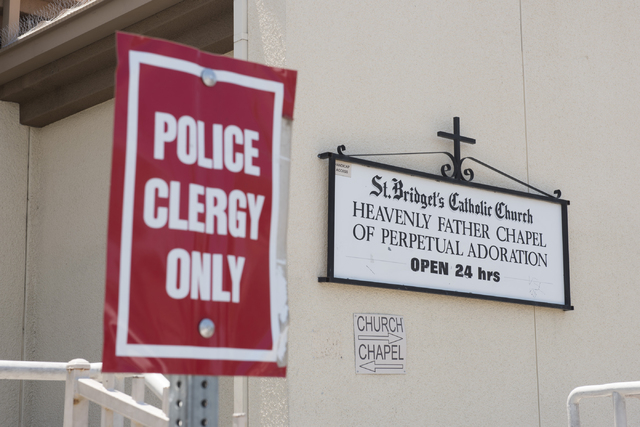 POLICE
CLERGY
ONLY
St. Bridget's Catholic Church
HEAVENLY FATHER CHAPEL
OF PERPETUAL ADORATION
OPEN 24 hrs
CHURCH
CHAPEL